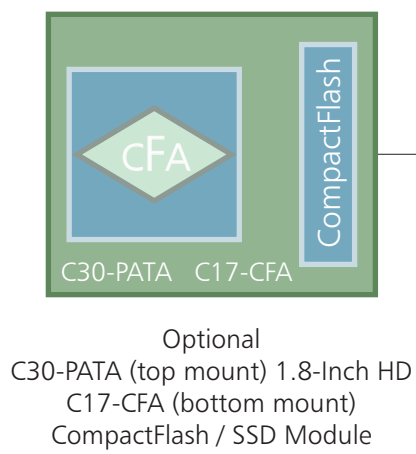 CFA
CompactFlash
C30-PATA C17-CFA
Optional
C30-PATA (top mount) 1.8-Inch HD
C17-CFA (bottom mount)
CompactFlash / SSD Module